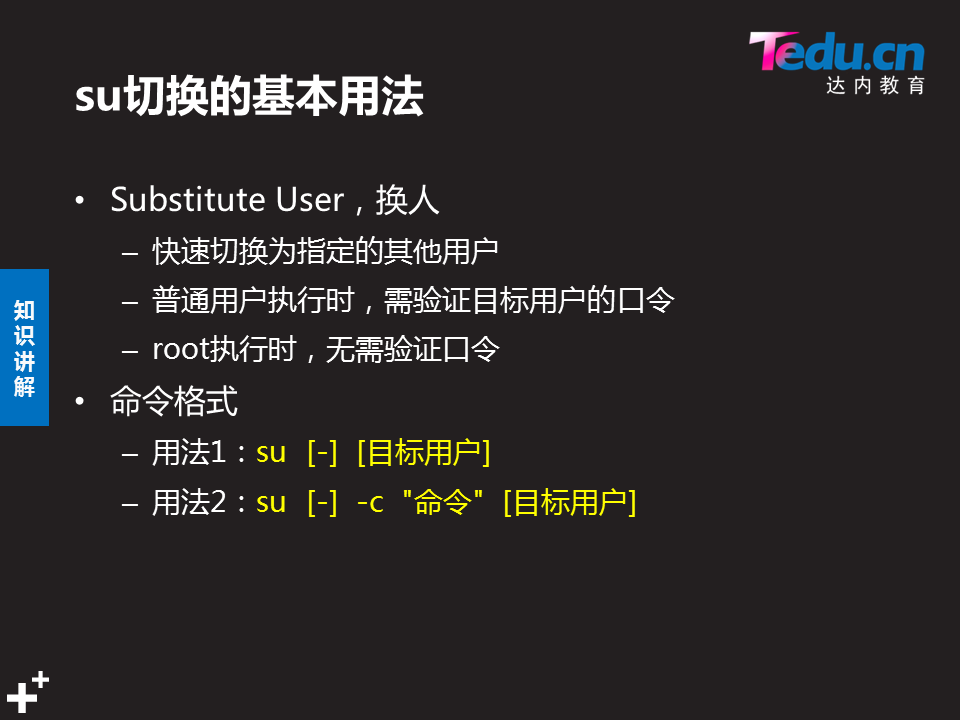 Tedu.cn
达内教育
su切换的基本用法
• Substitute User，换人
– 快速切换为指定的其他用户
– 普通用户执行时，需验证目标用户的口令
– root执行时，无需验证口令
• 命令格式
– 用法1：su [-] [目标用户]
– 用法2：su [-] -c "命令" [目标用户]
知识讲解